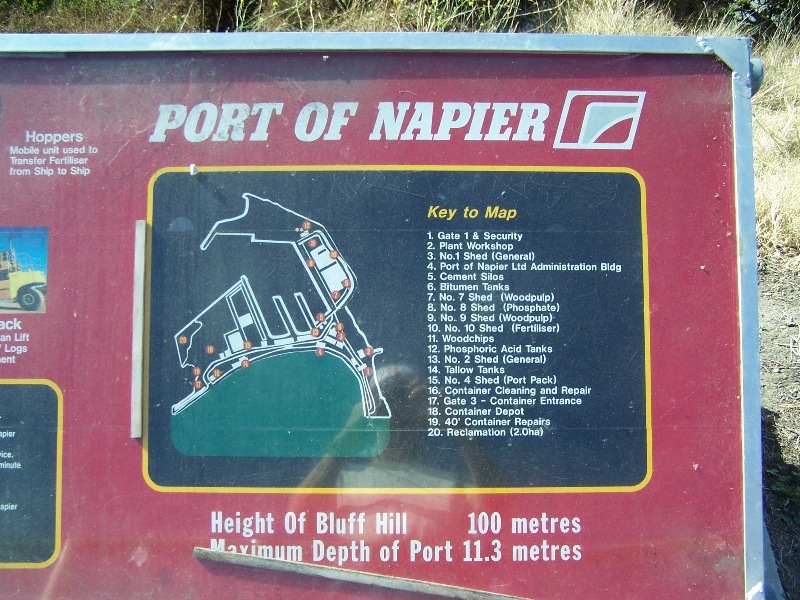 PORT OF NAPIER
Hoppers
Mobile unit used to
Transfer Fertiliser
from Ship to Ship
Key to Map
1. Gate 1 & Security
2. Plant Workshop
3. No.1 Shed (General)
4. Port of Napier Ltd Administration Bldg
5. Cement Silos
6. Bitumen Tanks
7. No. 7 Shed (Woodpulp)
8. No. 8 Shed (Phosphate)
9. No. 9 Shed (Woodpulp)
10. No. 10 Shed (Fertiliser)
11. Woodchips
12. Phosphoric Acid Tanks
13. No. 2 Shed (General)
14. Tallow Tanks
15. No. 4 Shed (Port Pack)
16. Container Cleaning and Repair
17. Gate 3 - Container Entrance
18. Container Depot
19. 40' Container Repairs
20. Reclamation (2.0ha)
Height Of Bluff Hill 100 metres
Maximum Depth of Port 11.3 metres